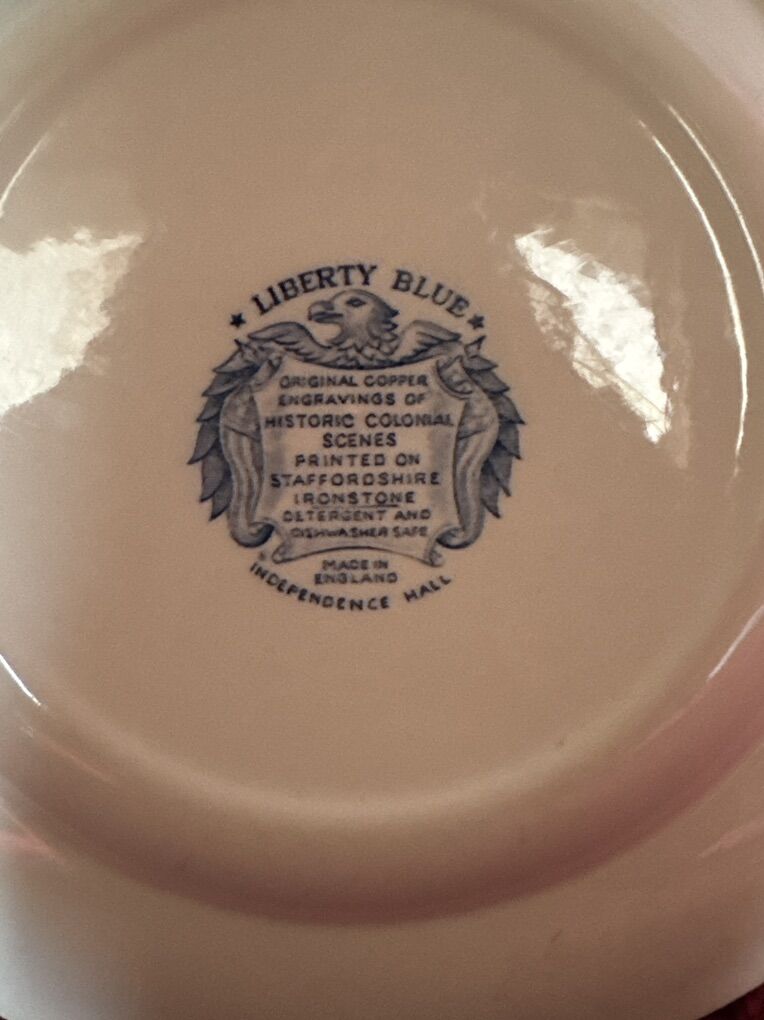 ★ LIBERTY BLUE ★
ORIGINAL COPPER
ENGRAVINGS OF
HISTORIC COLONIAL
SCENES
PRINTED ON
STAFFORDSHIRE
IRONSTONE
DETERGENT AND
DISHWASHER SAFE
MADE IN
ENGLAND
INDEPENDENCE HALL